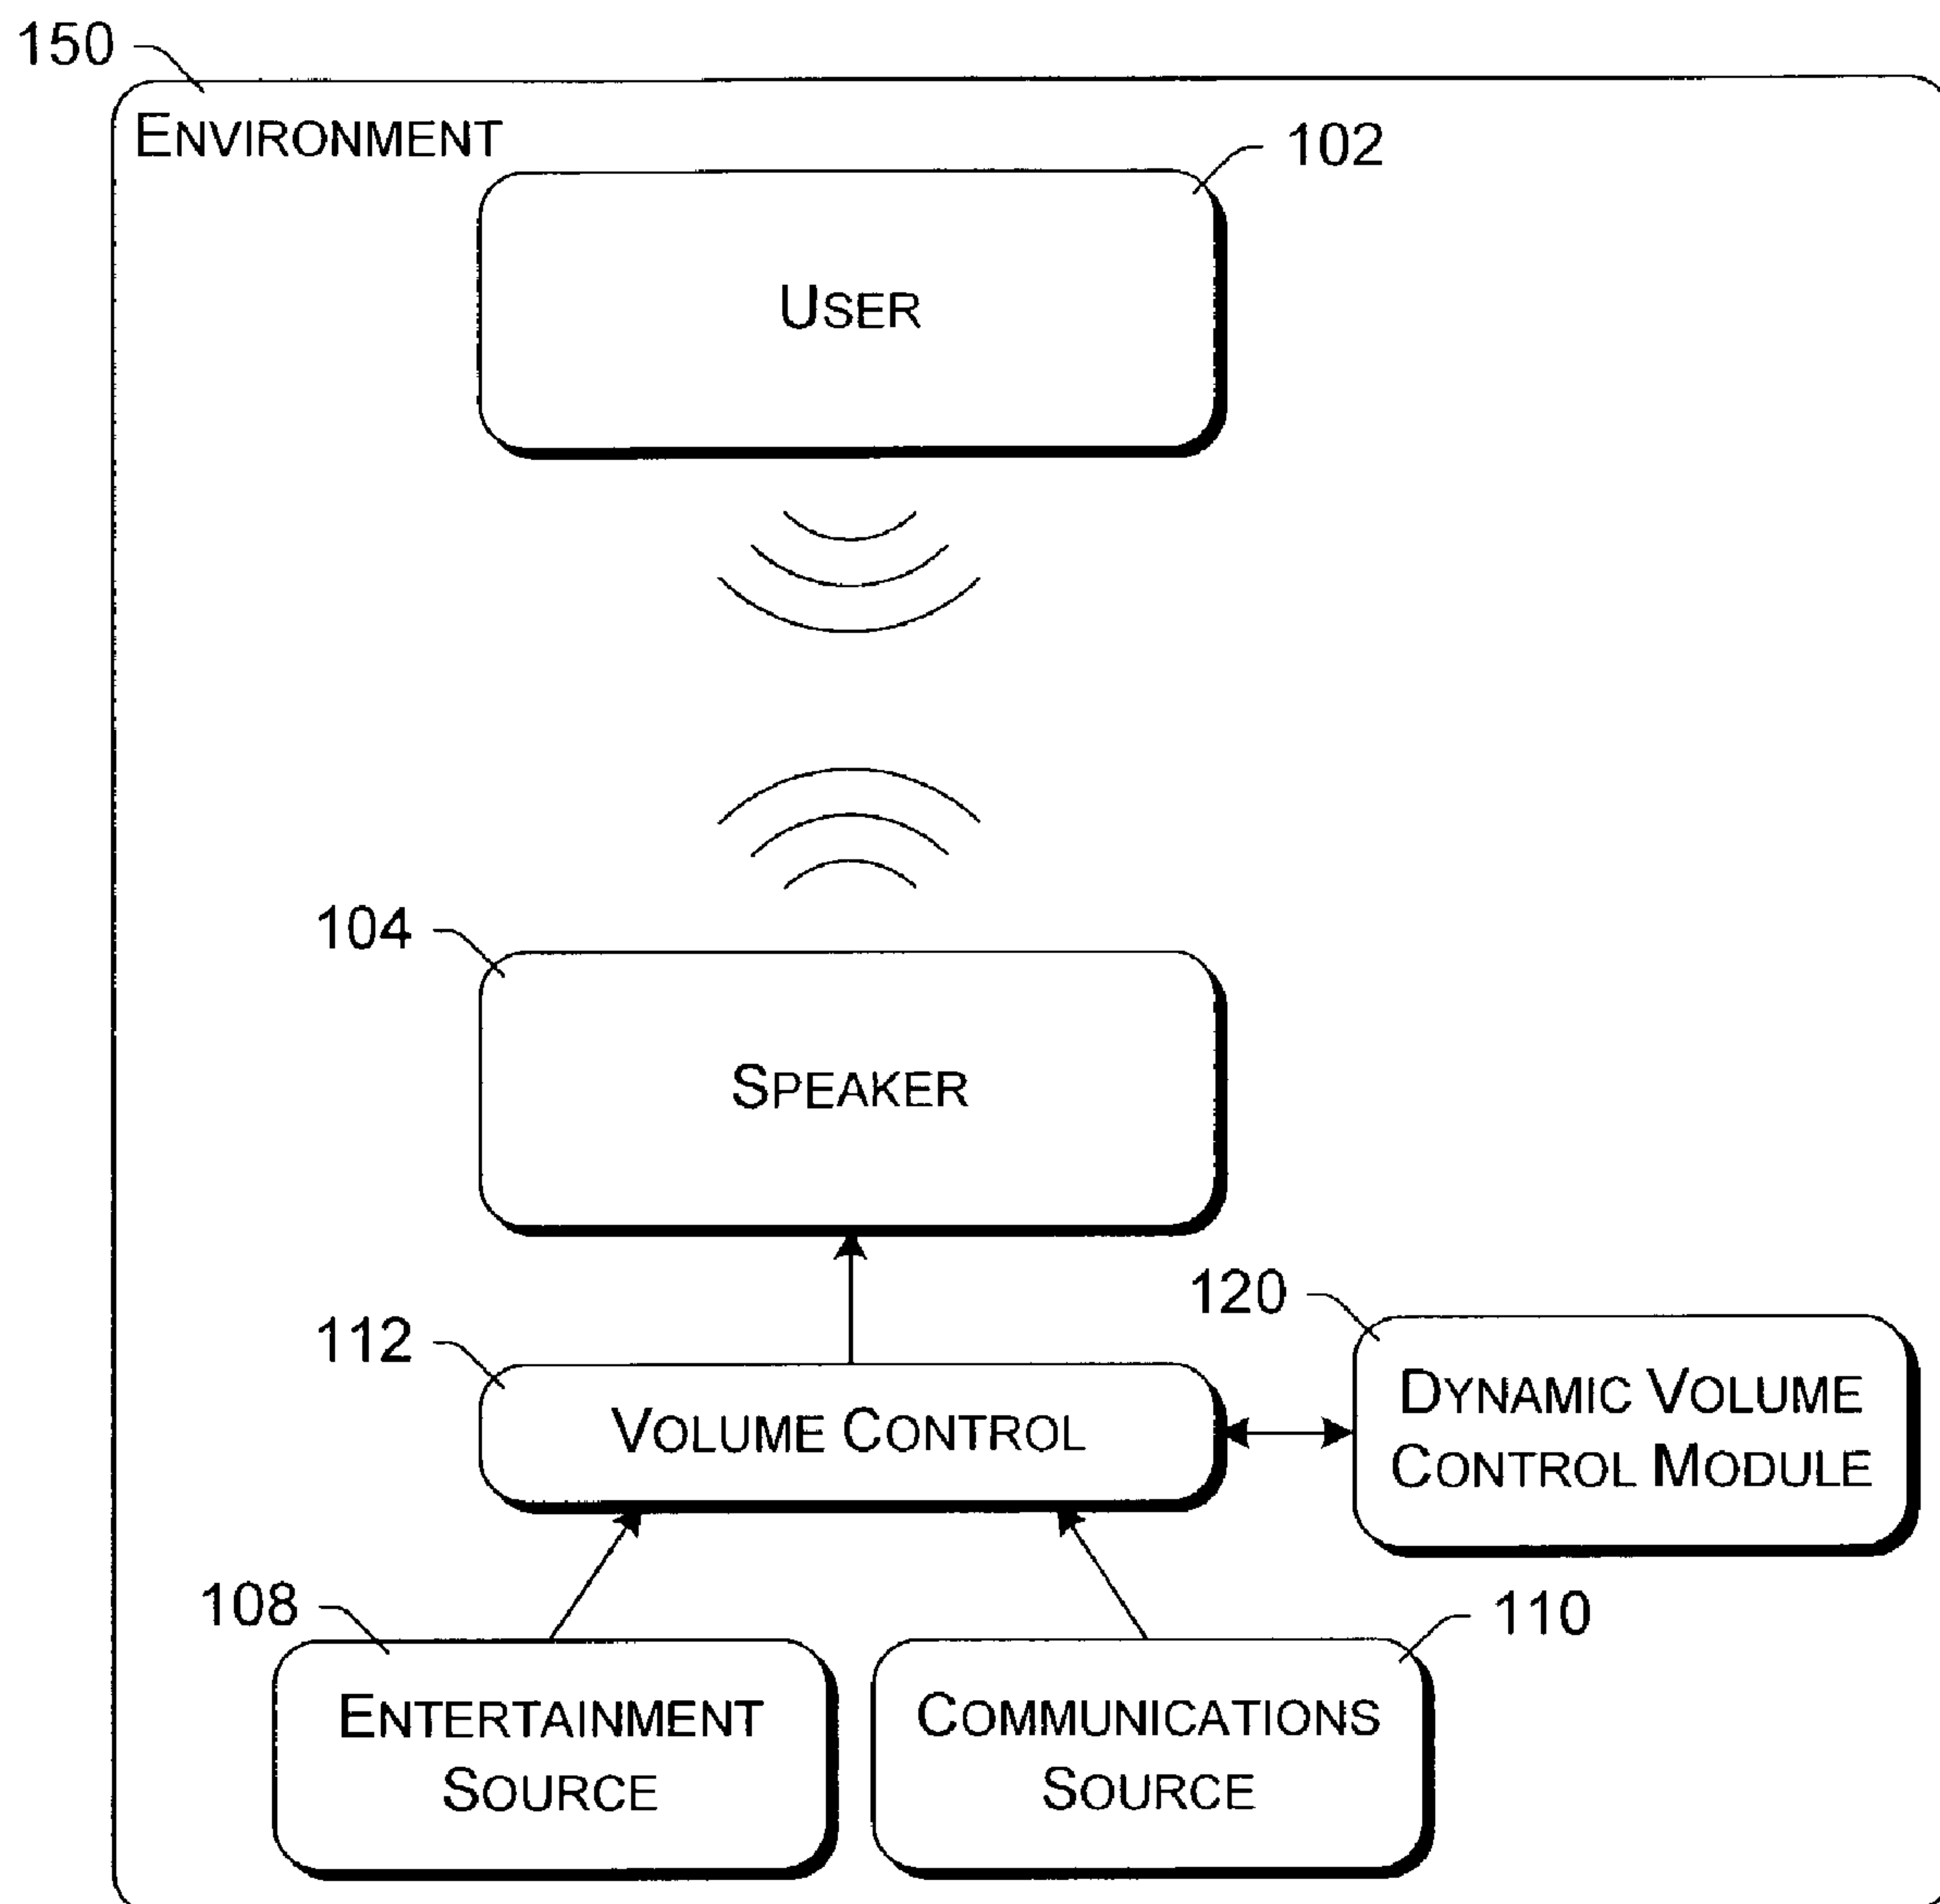 150
ENVIRONMENT
102
USER
104
SPEAKER
120
112
VOLUME CONTROL
DYNAMIC VOLUME
CONTROL MODULE
108
110
ENTERTAINMENT
SOURCE
COMMUNICATIONS
SOURCE